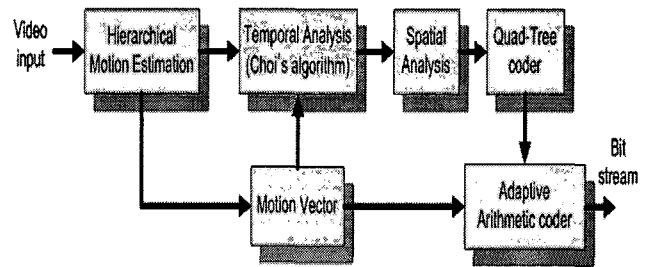 Video
input
Hierarchical
Motion Estimation
Temporal Analysis
(Choi's algorithm)
Spatial
Analysis
Quad-Tree
coder
Motion Vector
Adaptive
Arithmetic coder
Bit
stream